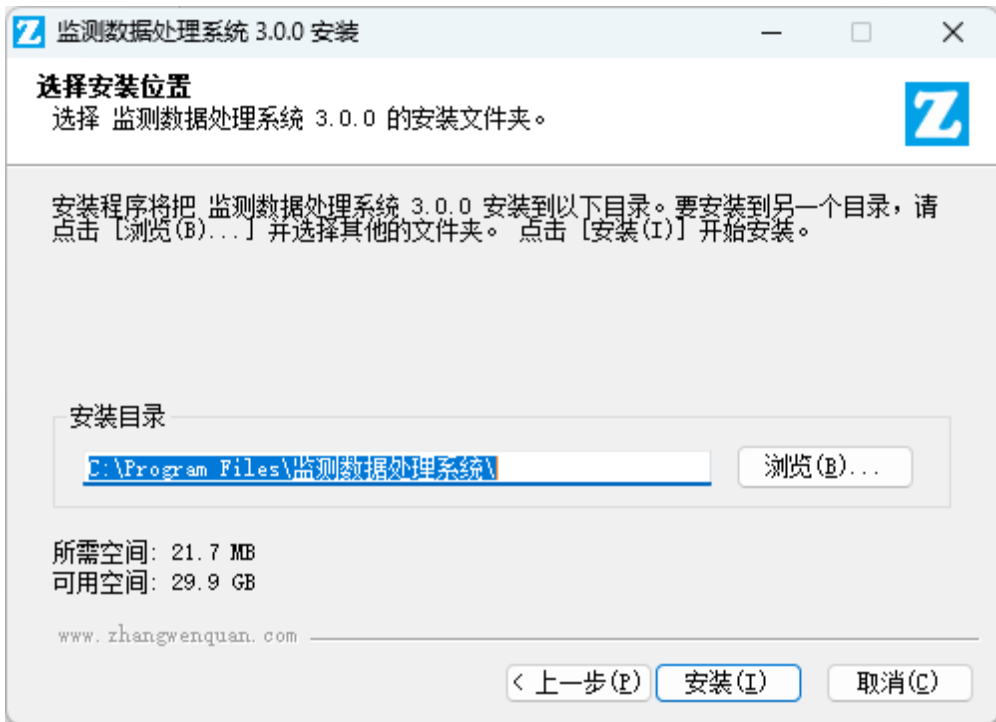 Z 监测数据处理系统 3.0.0 安装
选择安装位置
选择 监测数据处理系统 3.0.0 的安装文件夹。
Z
安装程序将把 监测数据处理系统 3.0.0 安装到以下目录。要安装到另一个目录，请
点击 [浏览(B)...] 并选择其他的文件夹。 点击 [安装(I)] 开始安装。
安装目录
C:\Program Files\监测数据处理系统\
浏览(B)...
所需空间: 21.7 MB
可用空间: 29.9 GB
www.zhangwenquan.com
< 上一步(P) 安装(I) 取消(C)